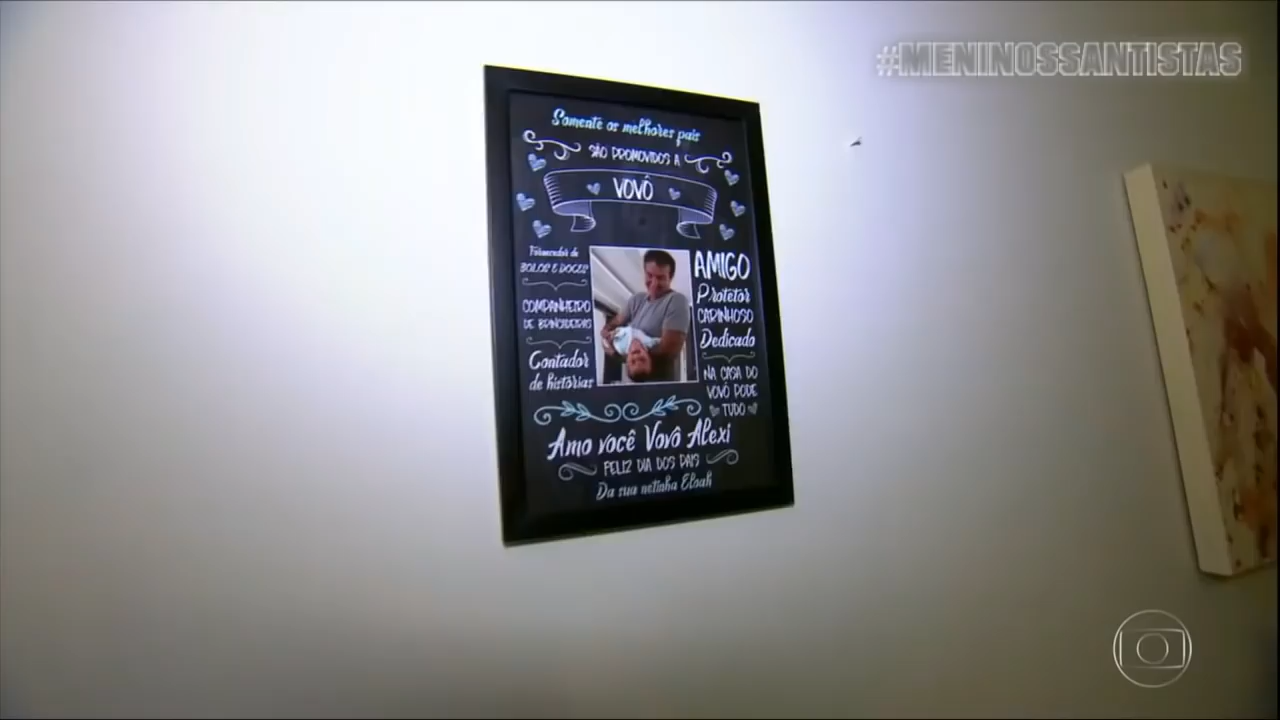 #MENINOSSANTISTAS
Somente os melhores pais
SÃO PROMOVIDOS A
VOVÔ
Fornecedor de
BOLOS E DOCES
COMPANHEIRO
DE BRINCADEIRAS
Contador
de histórias
AMIGO
Protetor
CARINHOSO
Dedicado
NA CASA DO
VOVÔ PODE
TUDO
Amo você Vovô Alexi
FELIZ DIA DOS PAIS
Da sua netinha Eloah